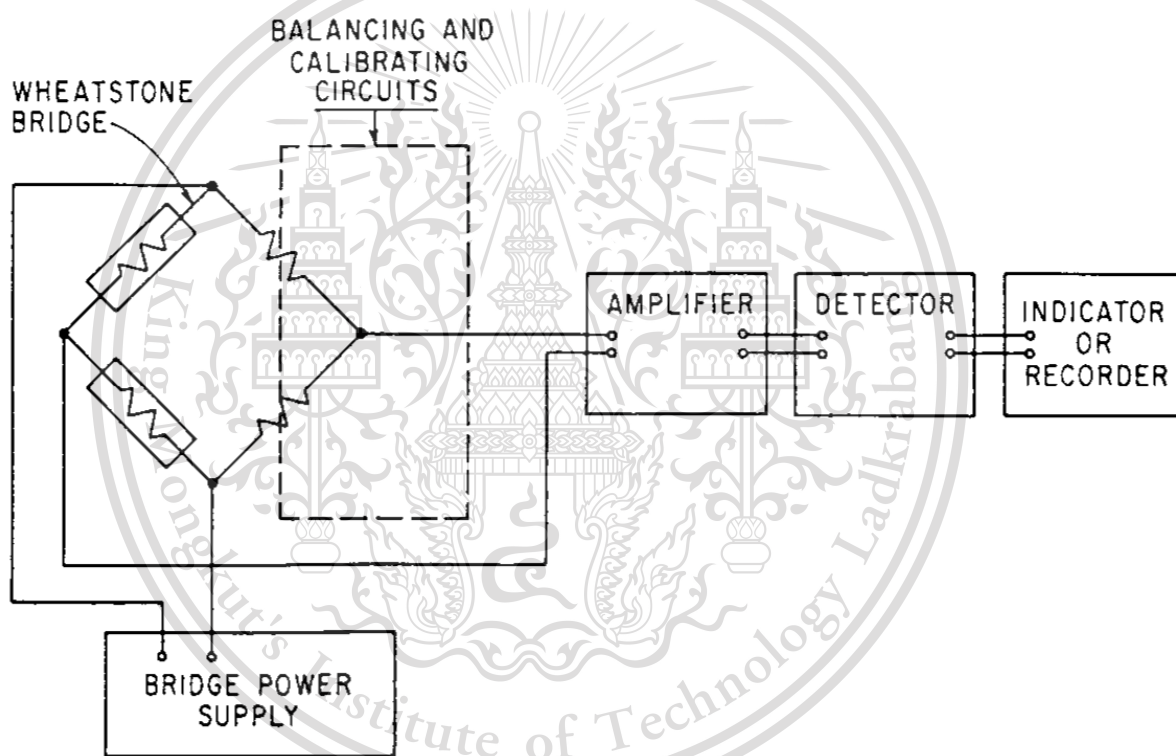 BALANCING AND
CALIBRATING
CIRCUITS
WHEATSTONE
BRIDGE
AMPLIFIER
DETECTOR
INDICATOR
OR
RECORDER
BRIDGE POWER
SUPPLY
King Mongkut's Institute of Technology Ladkrabang